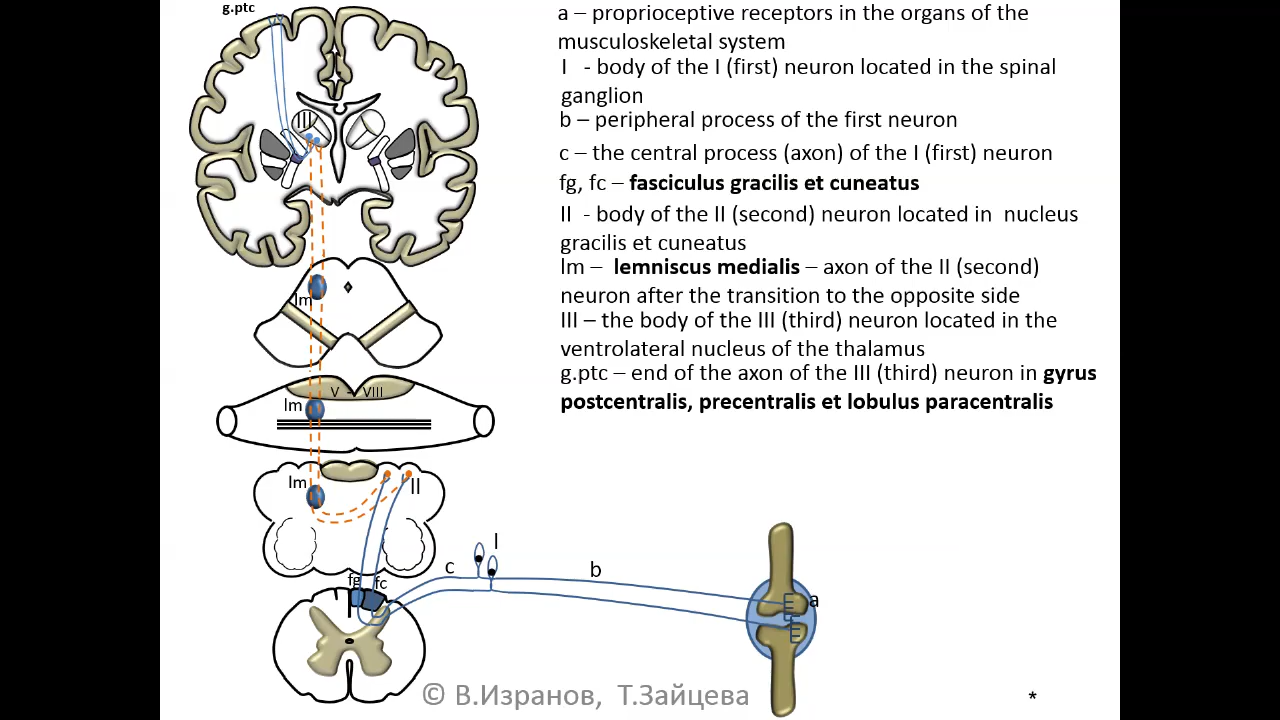 g.ptc
a – proprioceptive receptors in the organs of the
musculoskeletal system
I - body of the I (first) neuron located in the spinal
ganglion
b – peripheral process of the first neuron
c – the central process (axon) of the I (first) neuron
fg, fc – fasciculus gracilis et cuneatus
II - body of the II (second) neuron located in nucleus
gracilis et cuneatus
lm – lemniscus medialis – axon of the II (second)
neuron after the transition to the opposite side
III – the body of the III (third) neuron located in the
ventrolateral nucleus of the thalamus
g.ptc – end of the axon of the III (third) neuron in gyrus
postcentralis, precentralis et lobulus paracentralis
III
lm
V - VIII
lm
lm
II
I
c
b
fg
fc
a
© В.Изранов, Т.Зайцева
*